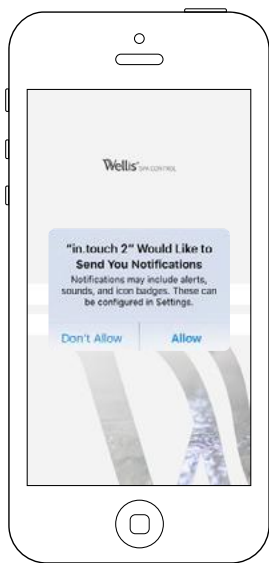 Wellis SPA CONTROL
"in.touch 2" Would Like to
Send You Notifications
Notifications may include alerts,
sounds, and icon badges. These can
be configured in Settings.
Don't Allow Allow